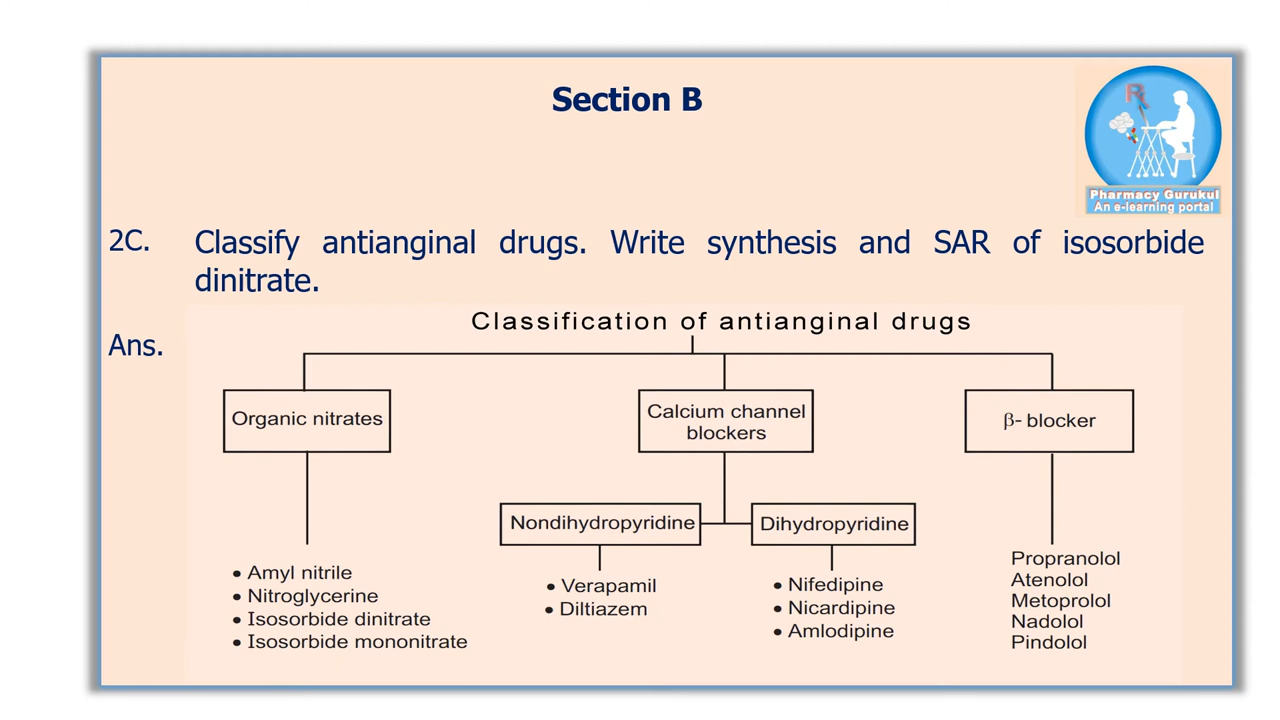 Section B
Pharmacy Gurukul
An e-learning portal
2C. Classify antianginal drugs. Write synthesis and SAR of isosorbide
dinitrate.
Ans.
Classification of antianginal drugs
Organic nitrates
Calcium channel
blockers
β- blocker
Nondihydropyridine
Dihydropyridine
• Amyl nitrile
• Nitroglycerine
• Isosorbide dinitrate
• Isosorbide mononitrate
• Verapamil
• Diltiazem
• Nifedipine
• Nicardipine
• Amlodipine
Propranolol
Atenolol
Metoprolol
Nadolol
Pindolol